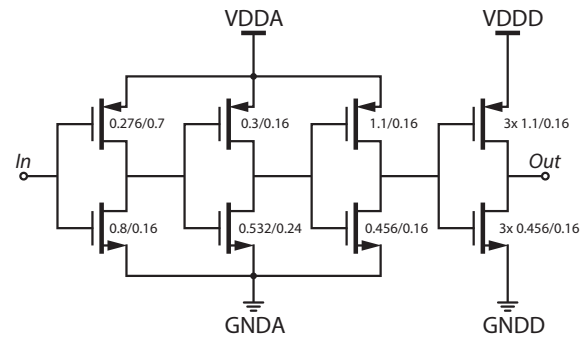 VDDA VDDD
0.276/0.7 0.3/0.16 1.1/0.16 3x 1.1/0.16
In Out
0.8/0.16 0.532/0.24 0.456/0.16 3x 0.456/0.16
GNDA GNDD